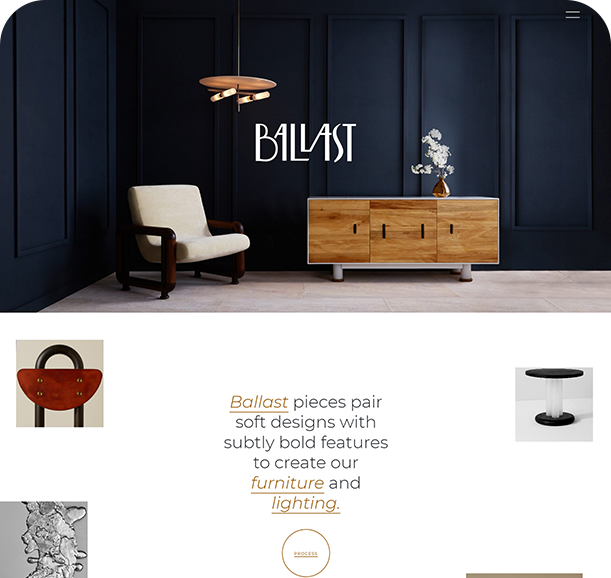 BALLAST
Ballast pieces pair
soft designs with
subtly bold features
to create our
furniture and
lighting.
PROCESS